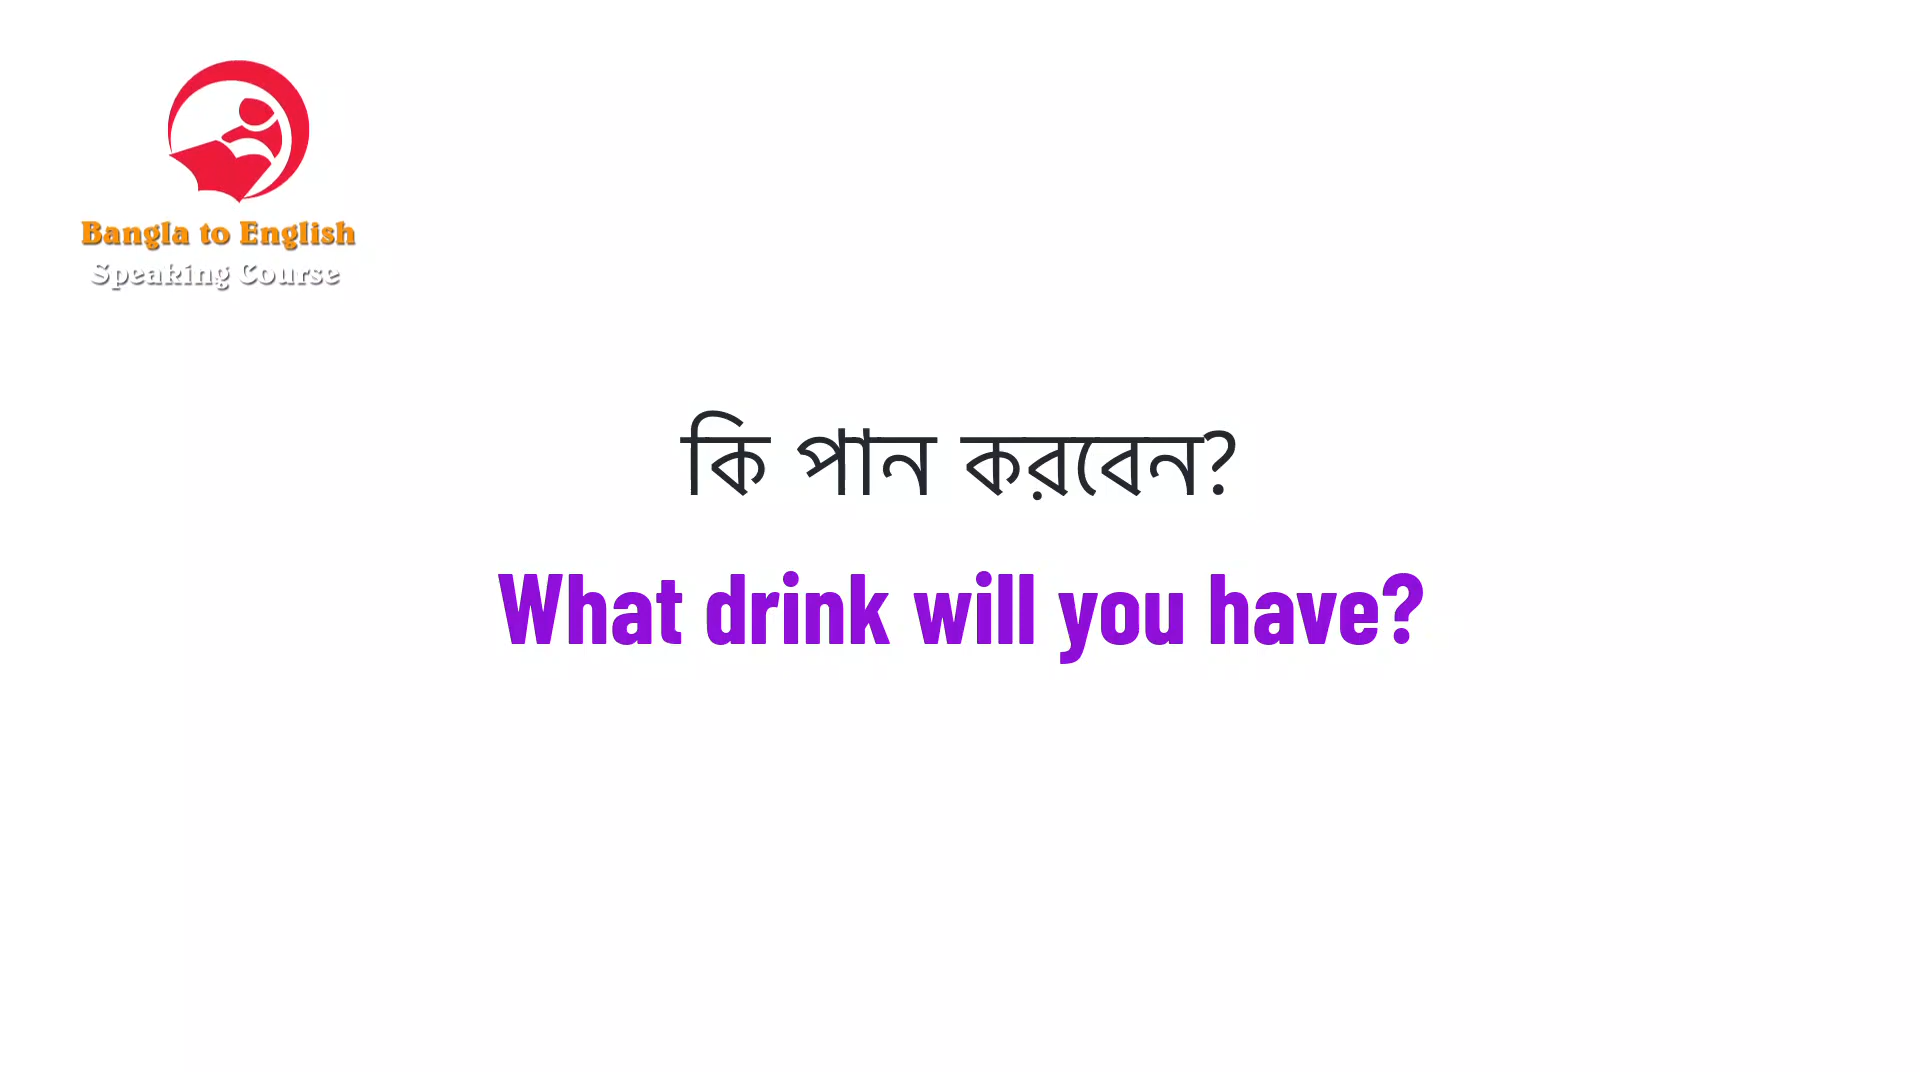 Bangla to English
Speaking Course
কি পান করবেন?
What drink will you have?